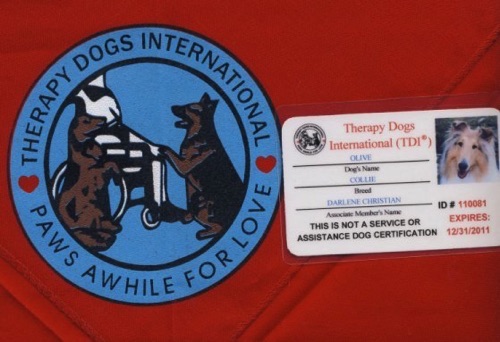 THERAPY DOGS INTERNATIONAL
PAWS AWHILE FOR LOVE
Therapy Dogs
International (TDI®)
OLIVE
Dog's Name
COLLIE
Breed
DARLENE CHRISTIAN
Associate Member's Name
THIS IS NOT A SERVICE OR
ASSISTANCE DOG CERTIFICATION
ID # 110081
EXPIRES:
12/31/2011